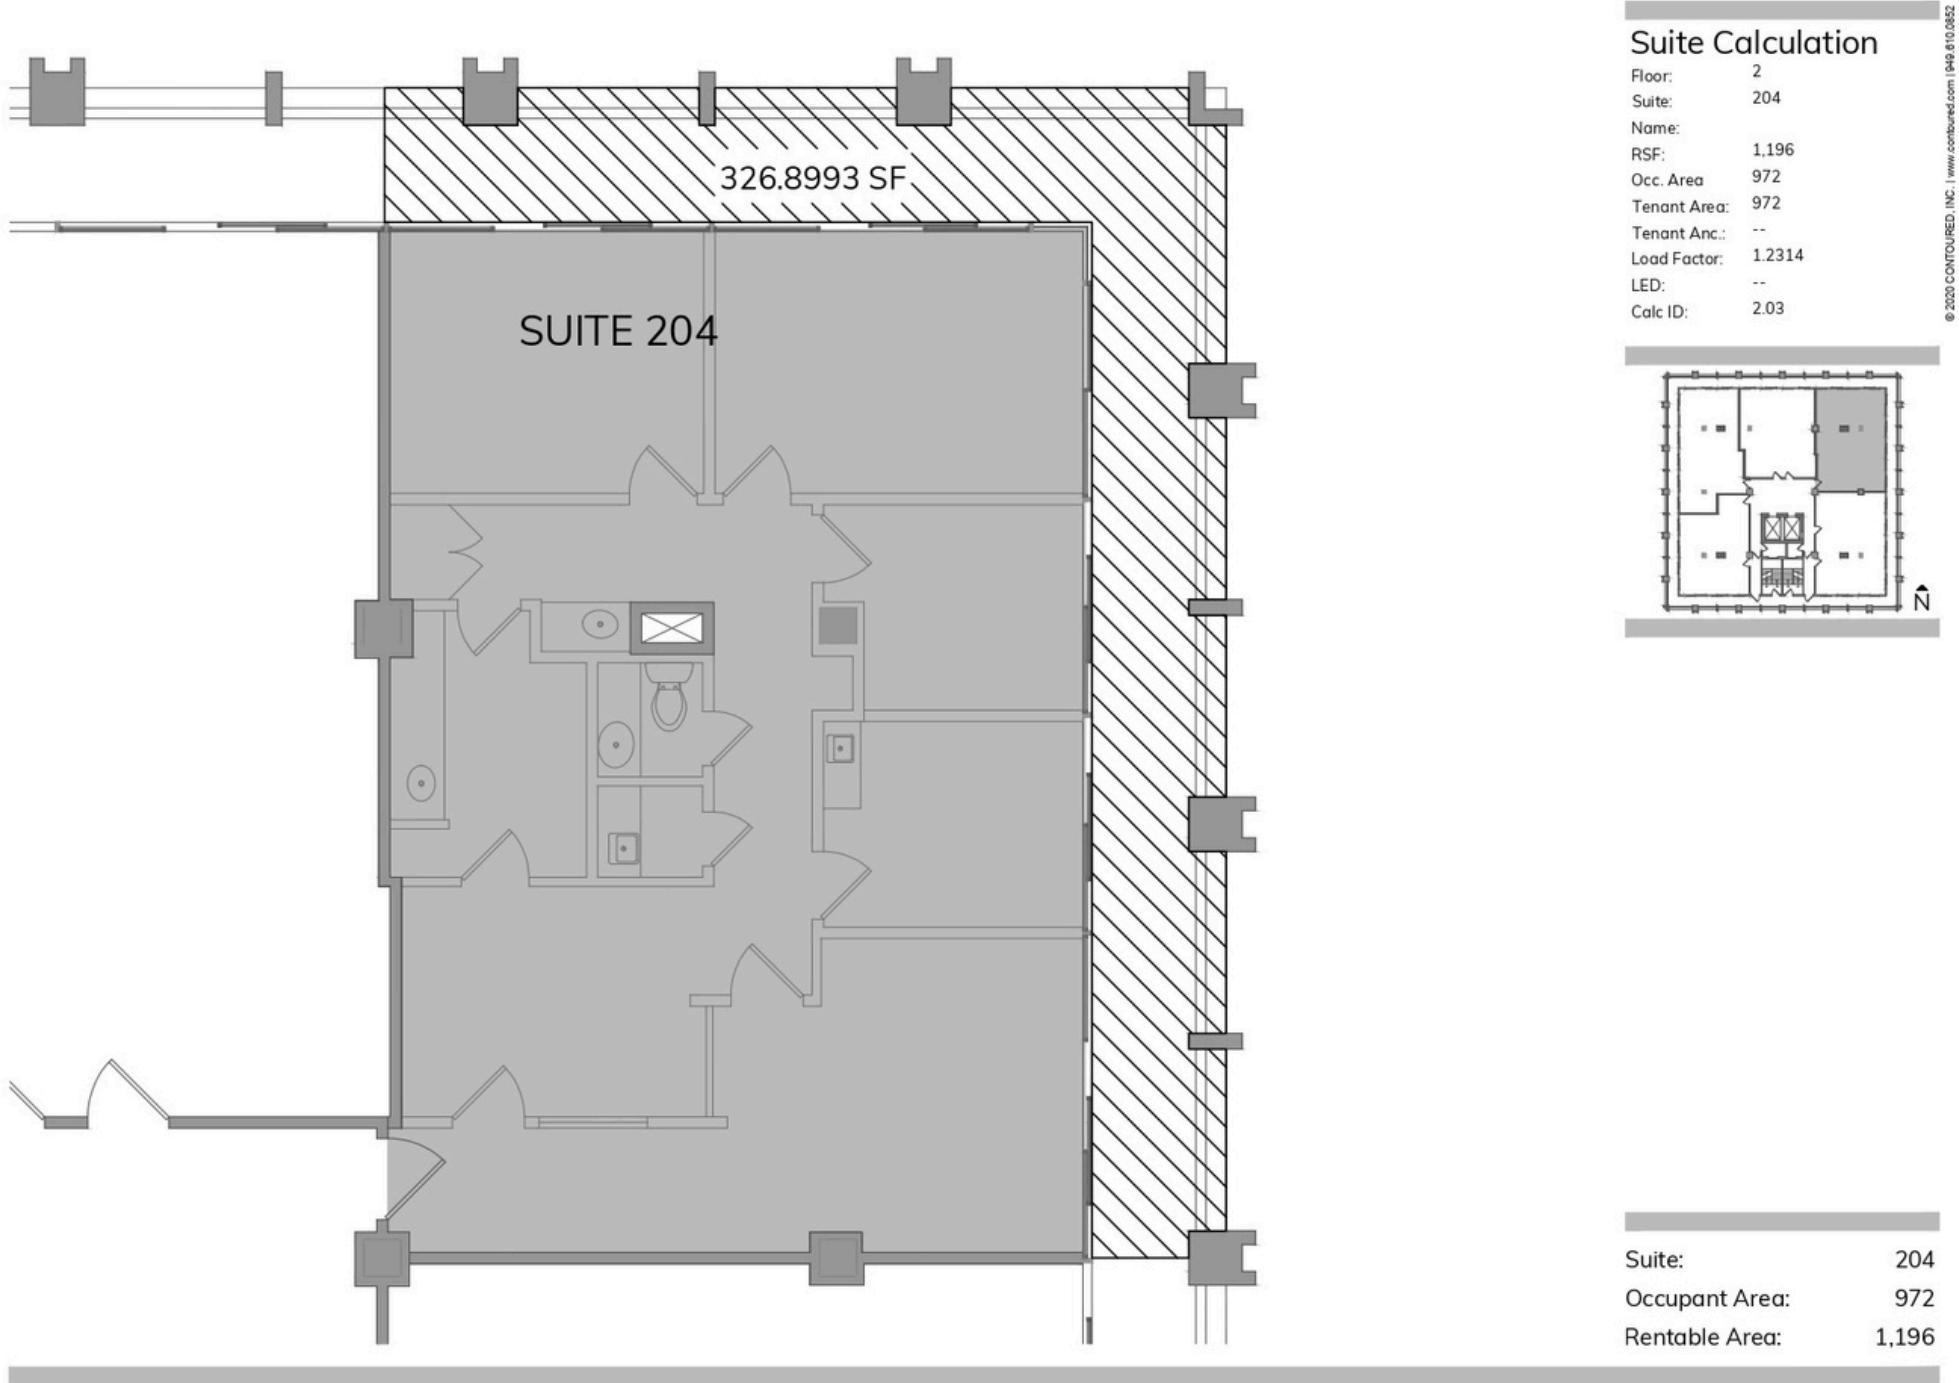 326.8993 SF
SUITE 204
Suite Calculation
Floor: 2
Suite: 204
Name:
RSF: 1,196
Occ. Area 972
Tenant Area: 972
Tenant Anc.: --
Load Factor: 1.2314
LED: --
Calc ID: 2.03
© 2020 CONTOURED, INC. | www.contoured.com | 949.610.0852
N
Suite: 204
Occupant Area: 972
Rentable Area: 1,196